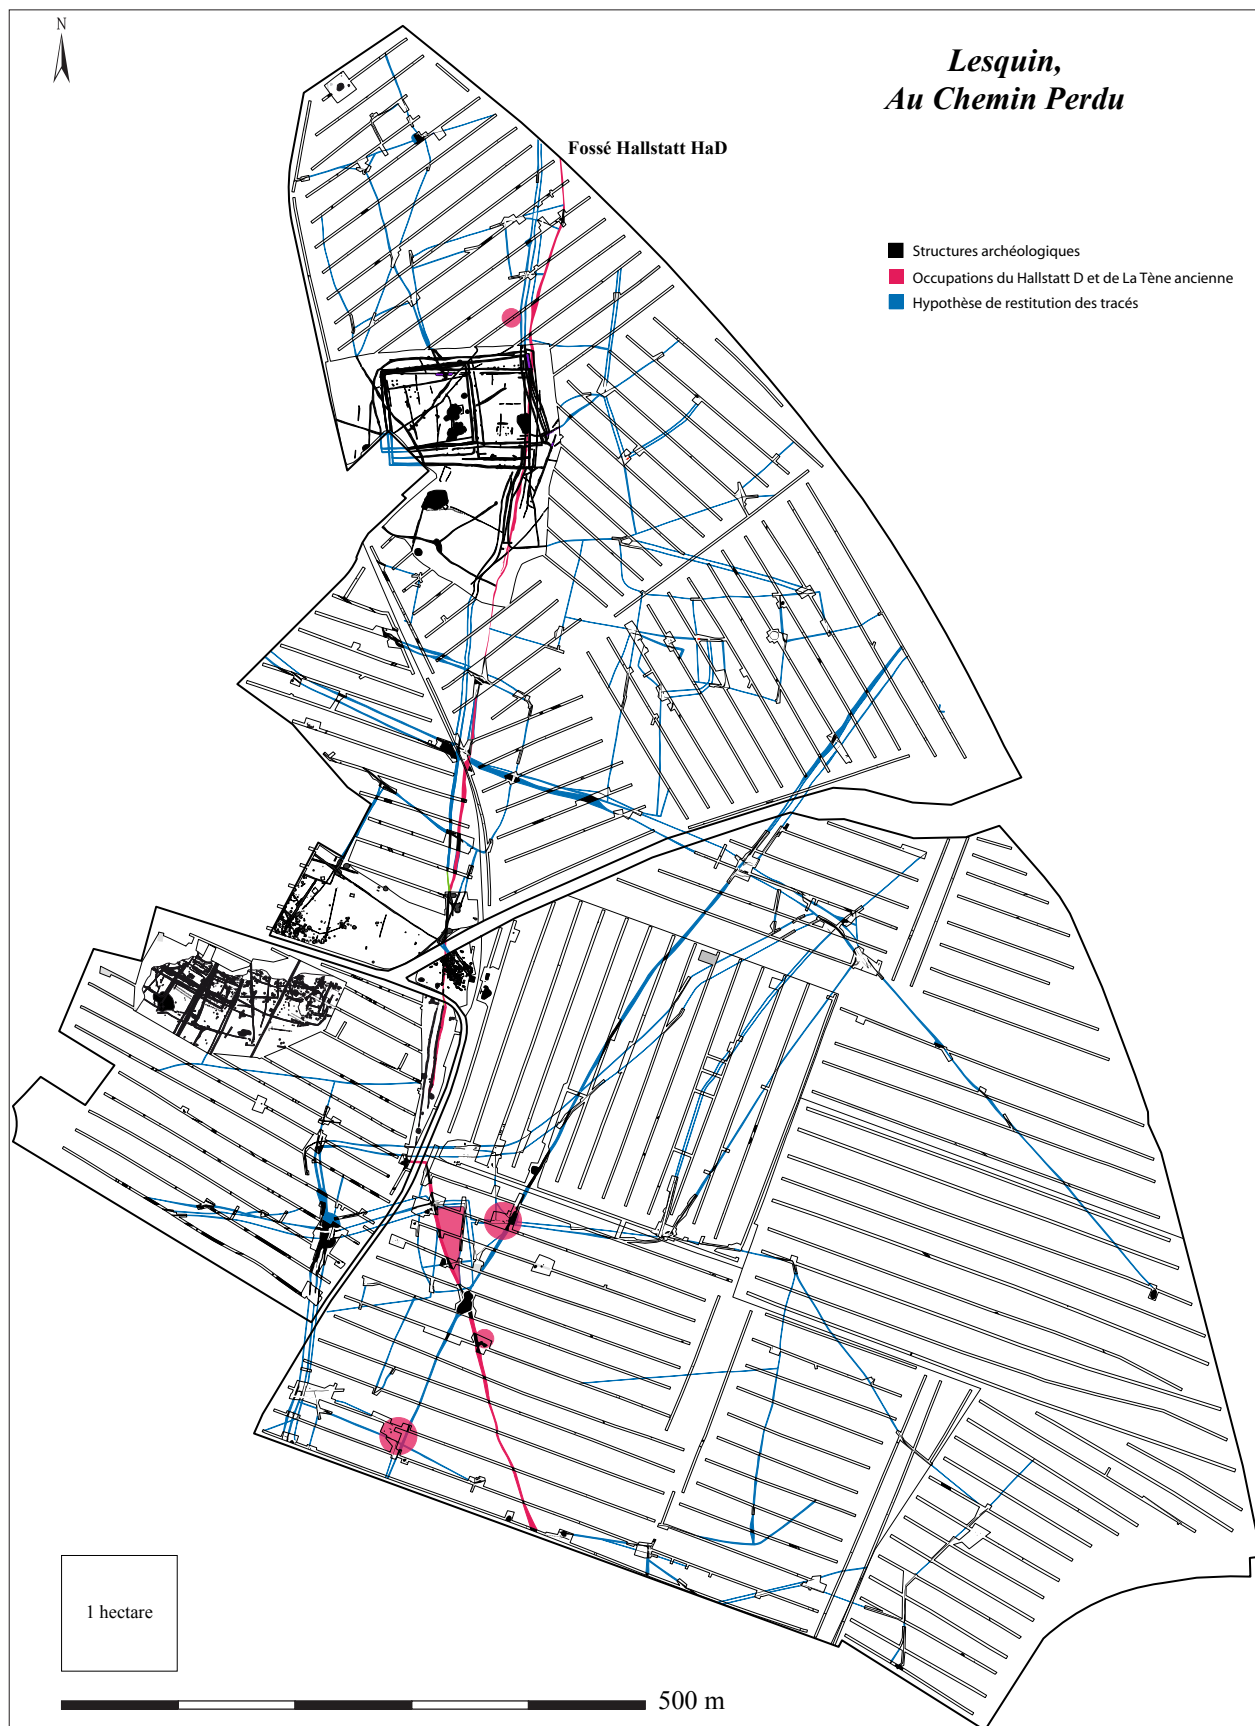 N
Lesquin,
Au Chemin Perdu
Fossé Hallstatt HaD
Structures archéologiques
Occupations du Hallstatt D et de La Tène ancienne
Hypothèse de restitution des tracés
1 hectare
500 m